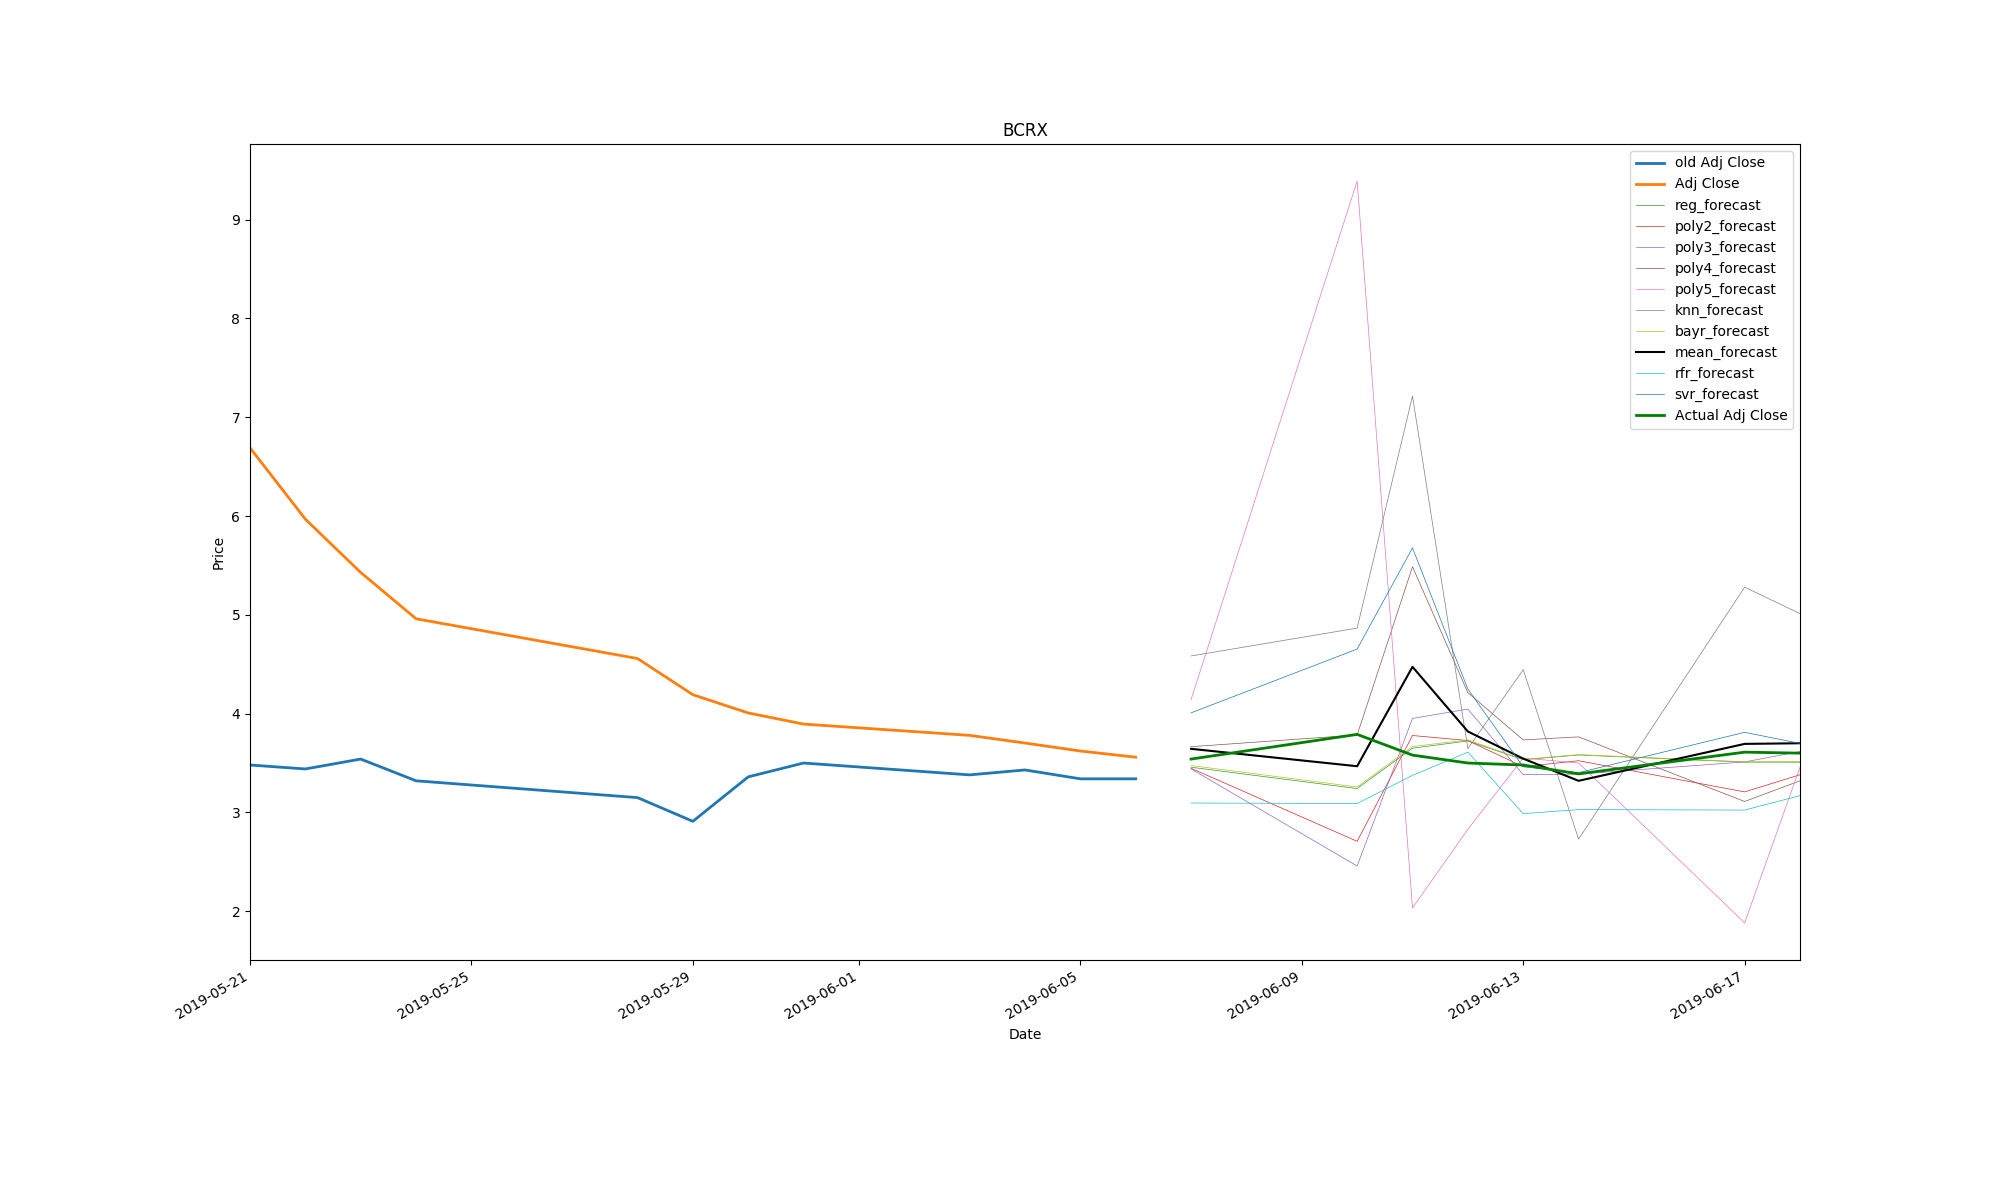 BCRX
old Adj Close
Adj Close
reg_forecast
poly2_forecast
poly3_forecast
poly4_forecast
poly5_forecast
knn_forecast
bayr_forecast
mean_forecast
rfr_forecast
svr_forecast
Actual Adj Close
9
8
7
6
5
4
3
2
Price
2019-05-21
2019-05-25
2019-05-29
2019-06-01
2019-06-05
2019-06-09
2019-06-13
2019-06-17
Date